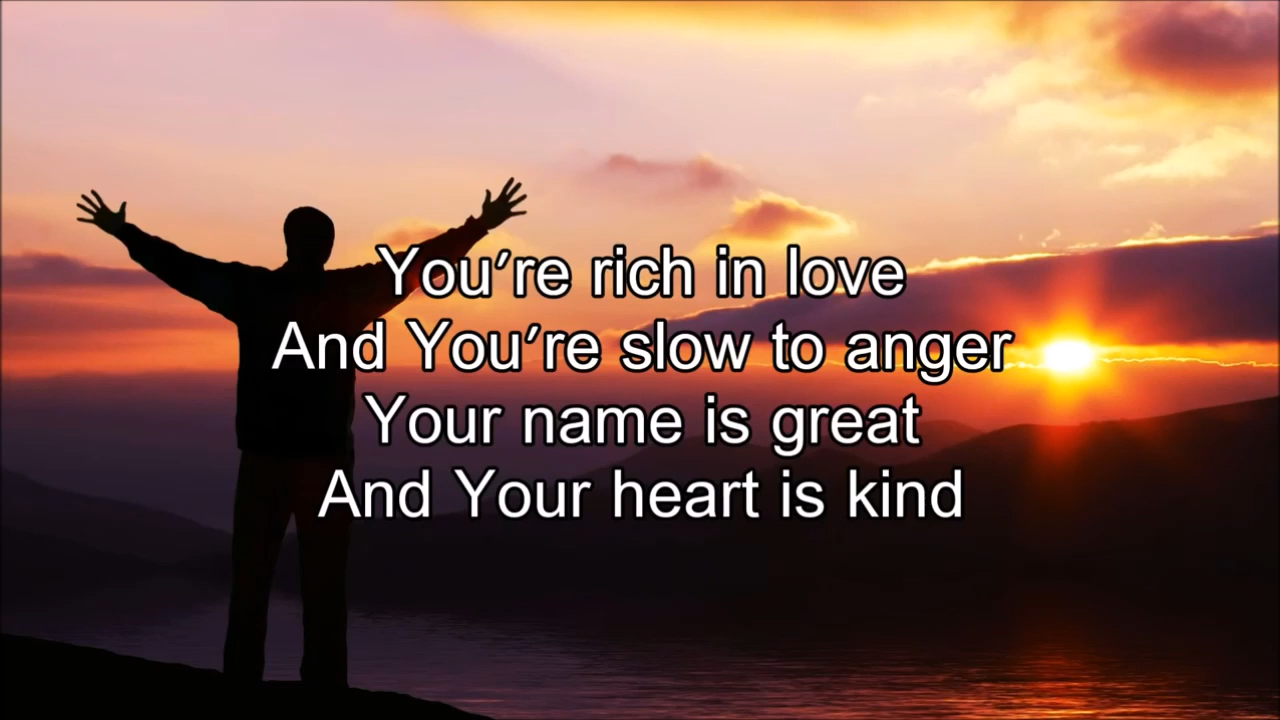 You′re rich in love
And You′re slow to anger
Your name is great
And Your heart is kind